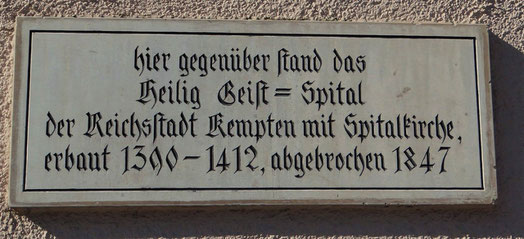 hier gegenüber stand das
Heilig Geist = Spital
der Reichsstadt Kempten mit Spitalkirche,
erbaut 1390 - 1412, abgebrochen 1847